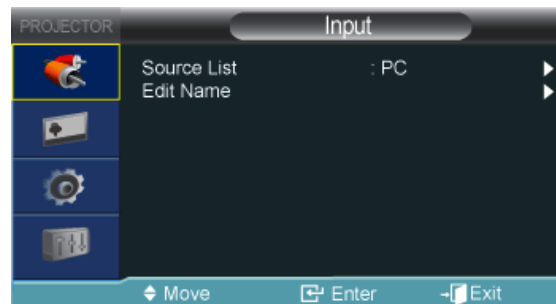 PROJECTOR
Input
Source List : PC
Edit Name
Move Enter Exit